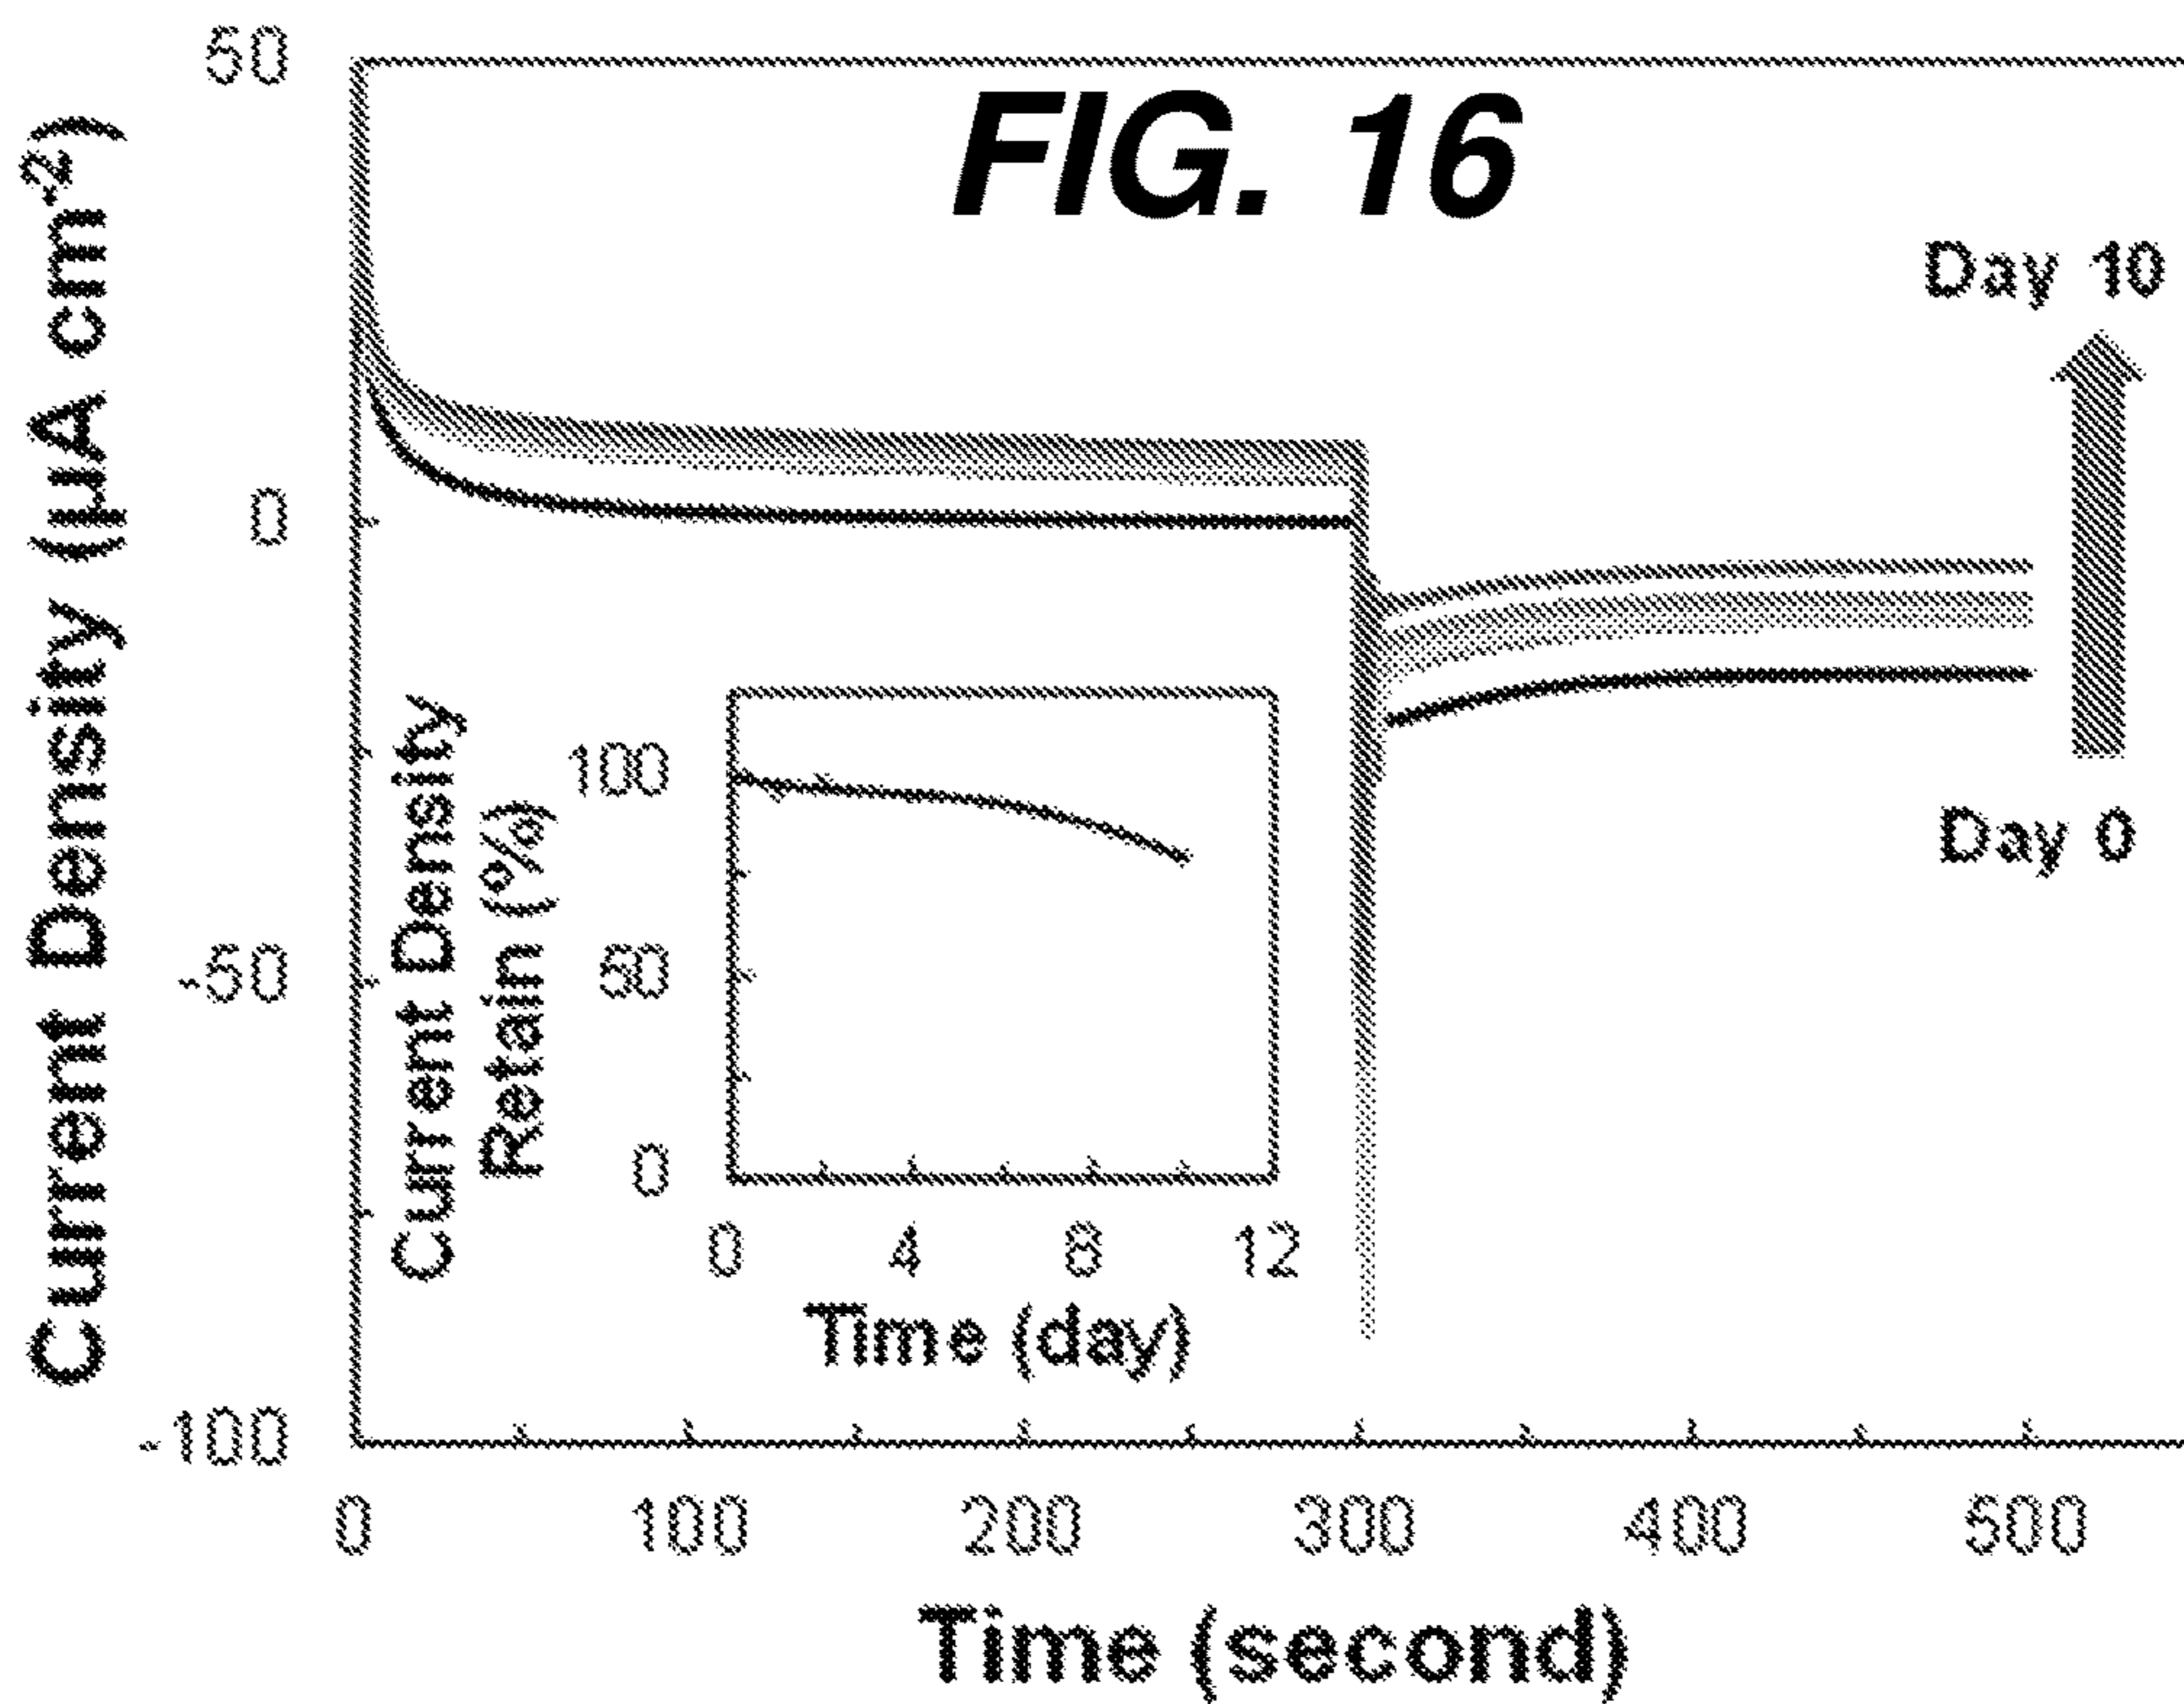 FIG. 16
Current Density (µA cm-2)
50
0
-50
-100
0 100 200 300 400 500
Time (second)
Day 10
Day 0
Current Density
Retain (%)
100
50
0
0 4 8 12
Time (day)